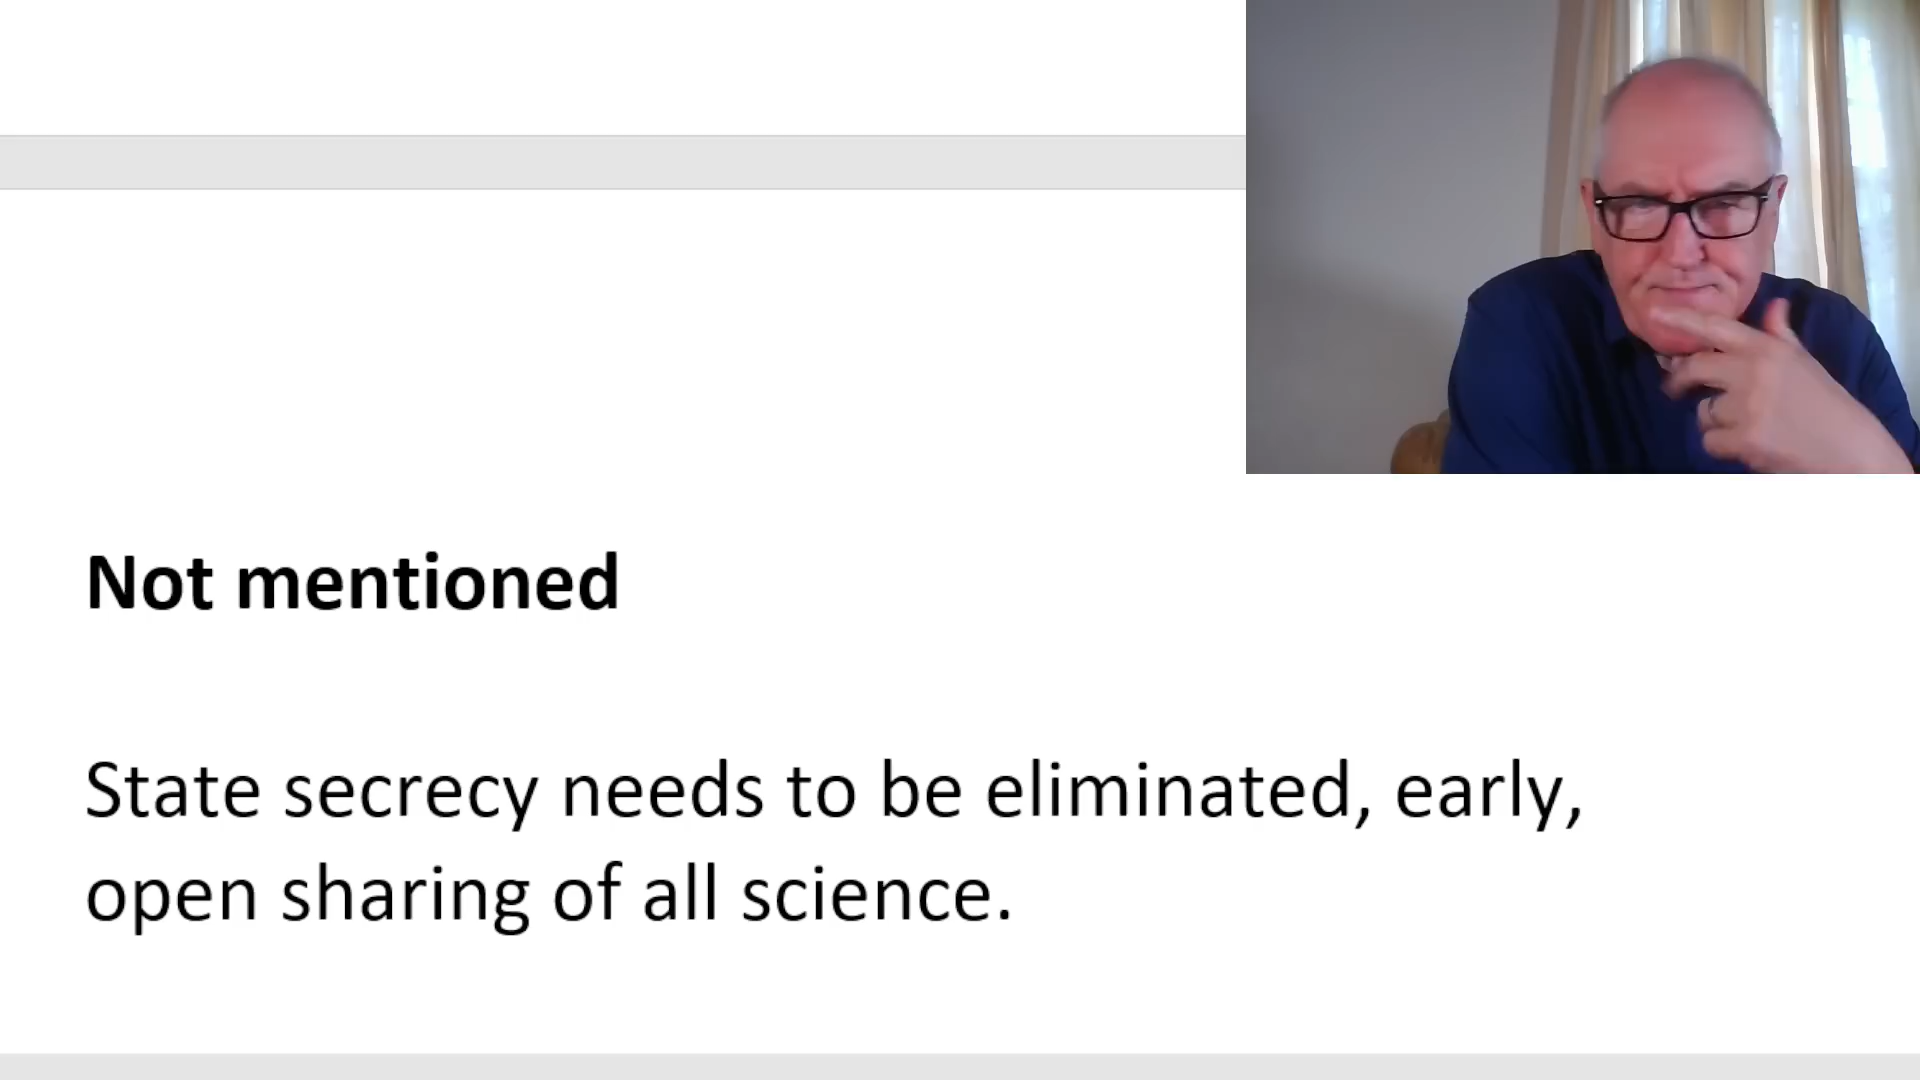 Not mentioned
State secrecy needs to be eliminated, early,
open sharing of all science.